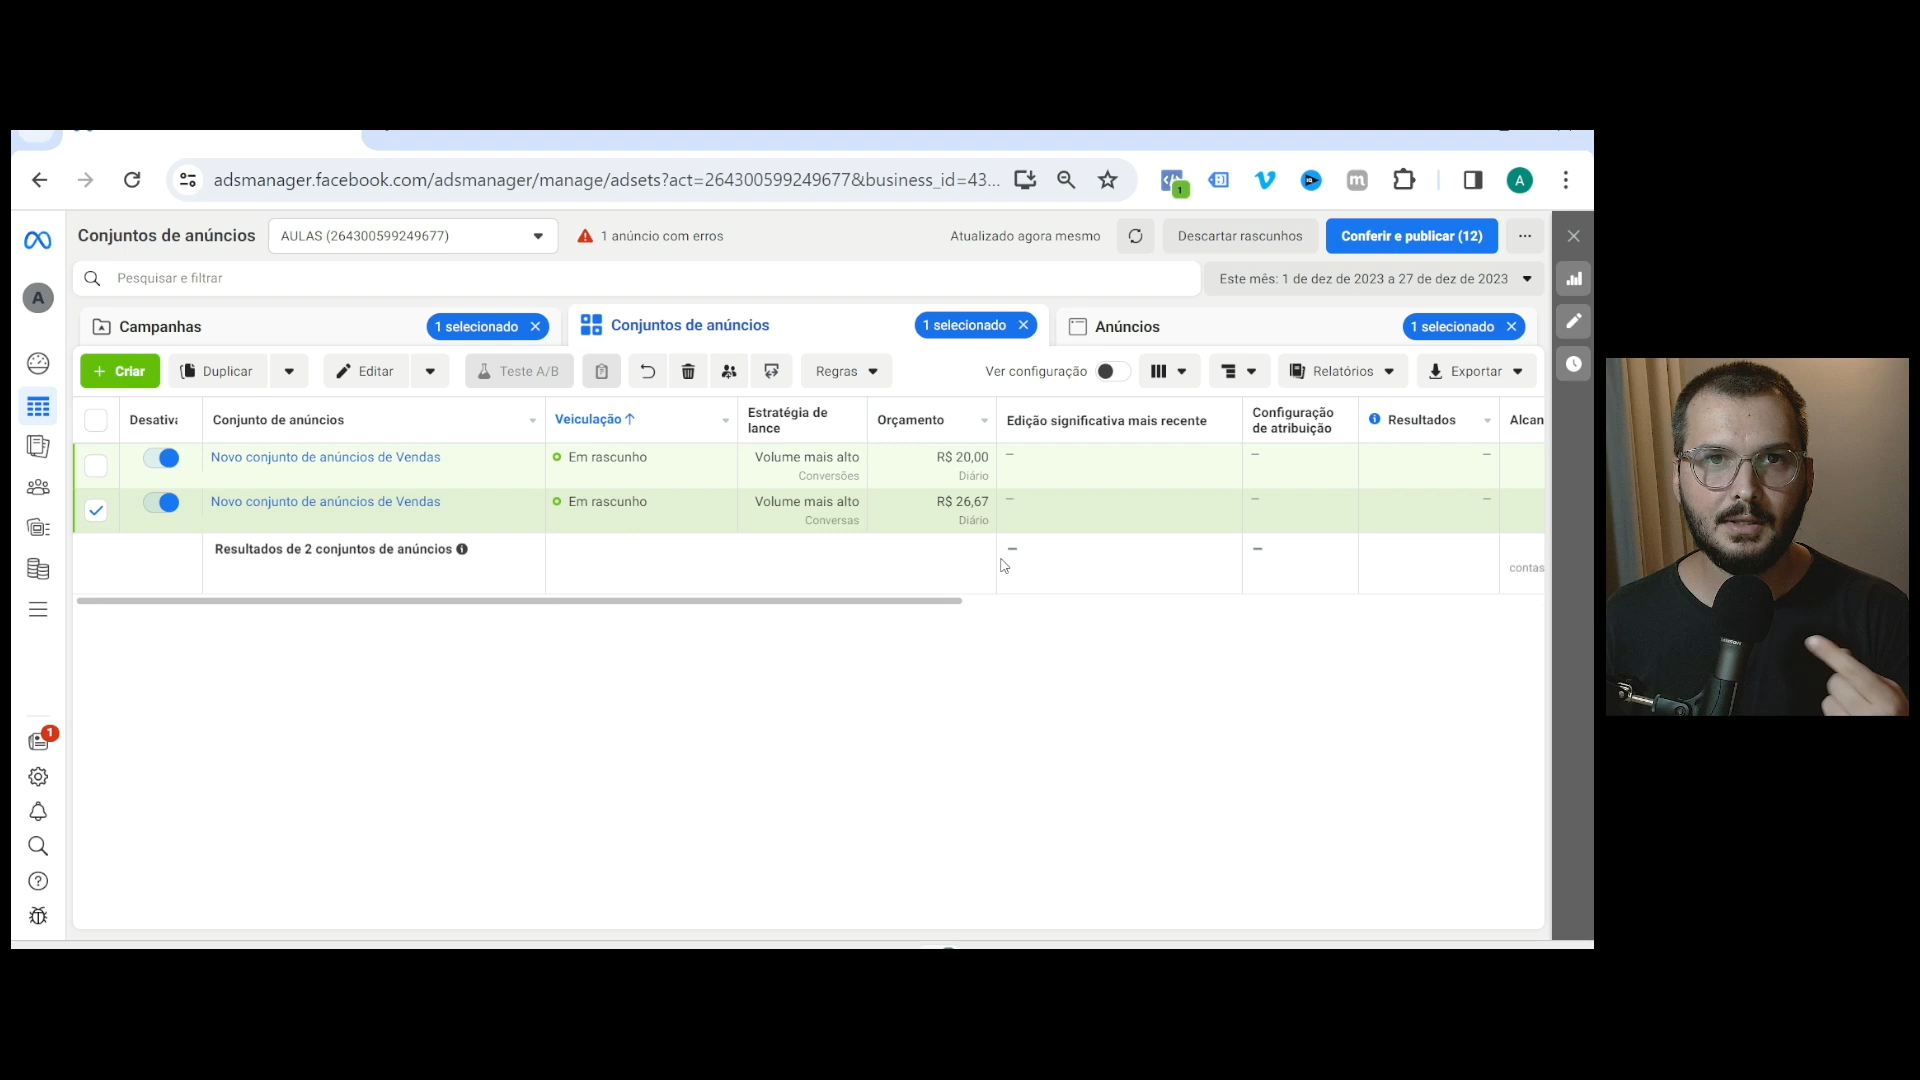 adsmanager.facebook.com/adsmanager/manage/adsets?act=264300599249677&business_id=43...
1
A
Conjuntos de anúncios
AULAS (264300599249677)
1 anúncio com erros
Atualizado agora mesmo
Descartar rascunhos
Conferir e publicar (12)
...
A
Pesquisar e filtrar
Este mês: 1 de dez de 2023 a 27 de dez de 2023
Campanhas
1 selecionado
Conjuntos de anúncios
1 selecionado
Anúncios
1 selecionado
+ Criar
Duplicar
Editar
Teste A/B
Regras
Ver configuração
Relatórios
Exportar
Desativa
Conjunto de anúncios
Veiculação ↑
Estratégia de
lance
Orçamento
Edição significativa mais recente
Configuração
de atribuição
Resultados
Alcan
Novo conjunto de anúncios de Vendas
Em rascunho
Volume mais alto
Conversões
R$ 20,00
Diário
—
—
—
Novo conjunto de anúncios de Vendas
Em rascunho
Volume mais alto
Conversas
R$ 26,67
Diário
—
—
—
Resultados de 2 conjuntos de anúncios
—
—
contas
1